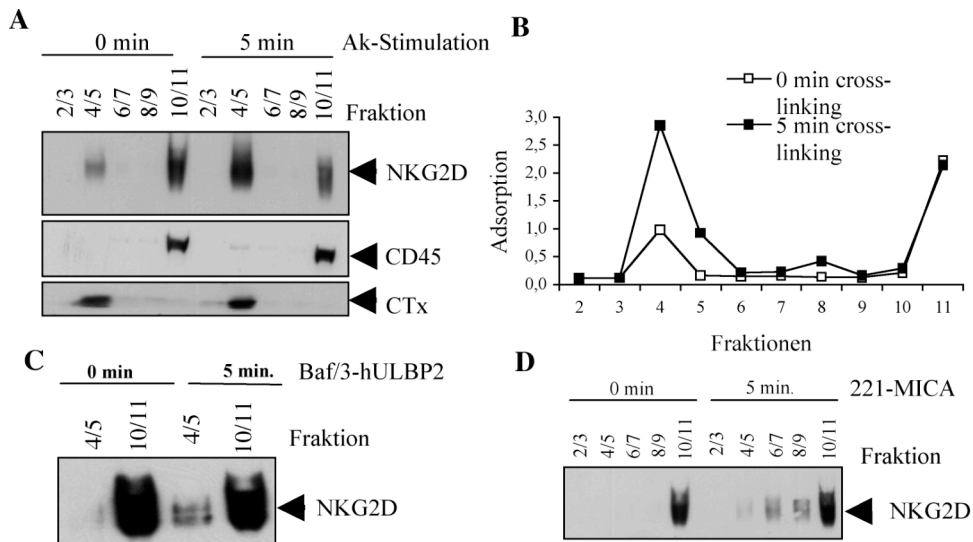 A
0 min 5 min Ak-Stimulation
2/3 4/5 6/7 8/9 10/11 2/3 4/5 6/7 8/9 10/11 Fraktion
NKG2D
CD45
CTx
B
0 min cross-
linking
5 min cross-
linking
3,0
2,5
2,0
1,5
1,0
0,5
0,0
Adsorption
2 3 4 5 6 7 8 9 10 11
Fraktionen
C
0 min 5 min. Baf/3-hULBP2
4/5 10/11 4/5 10/11 Fraktion
NKG2D
D
0 min 5 min. 221-MICA
2/3 4/5 6/7 8/9 10/11 2/3 4/5 6/7 8/9 10/11 Fraktion
NKG2D